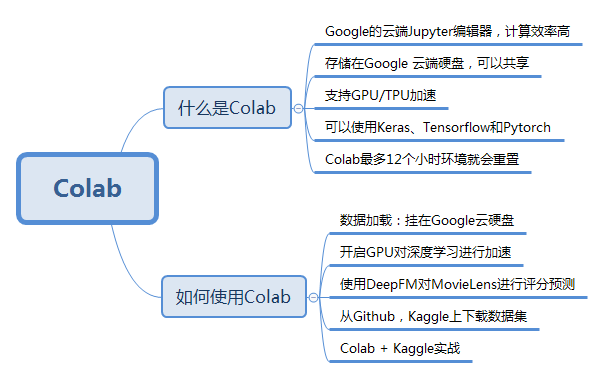 Colab
什么是Colab
Google的云端Jupyter编辑器，计算效率高
存储在Google 云端硬盘，可以共享
支持GPU/TPU加速
可以使用Keras、Tensorflow和Pytorch
Colab最多12个小时环境就会重置
如何使用Colab
数据加载：挂在Google云硬盘
开启GPU对深度学习进行加速
使用DeepFM对MovieLens进行评分预测
从Github，Kaggle上下载数据集
Colab + Kaggle实战